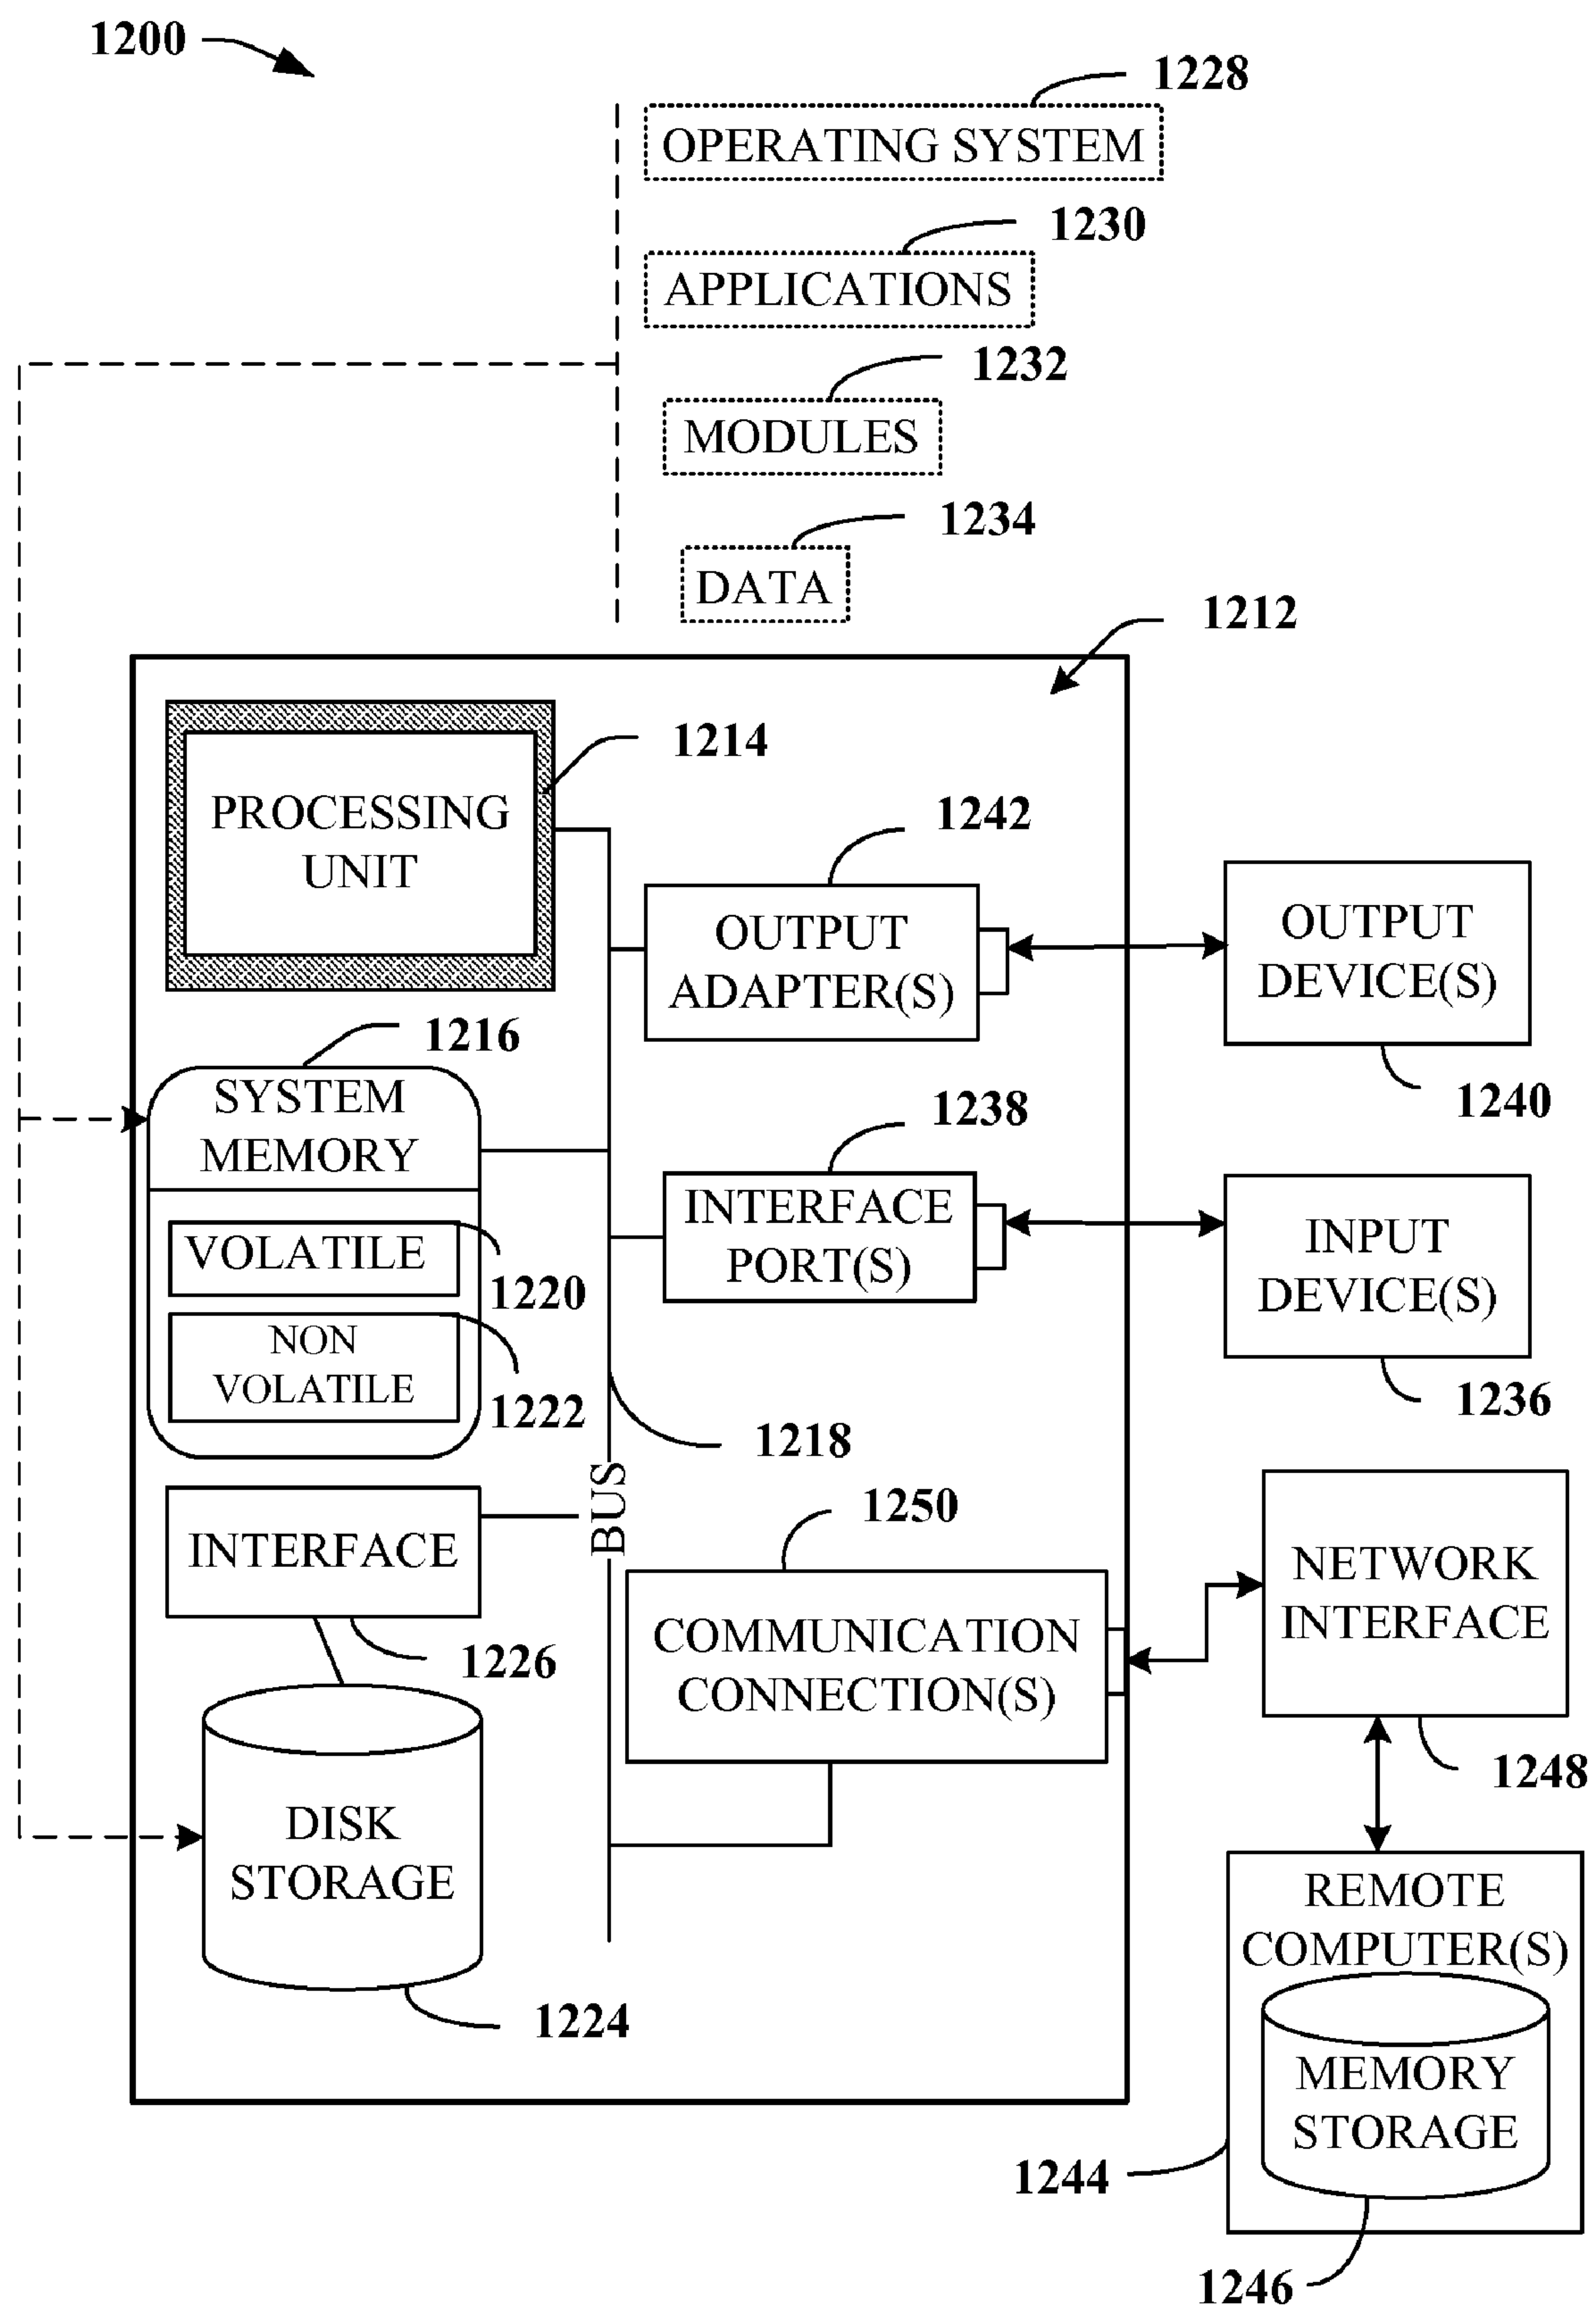 1200
1228
OPERATING SYSTEM
1230
APPLICATIONS
1232
MODULES
1234
DATA
1212
PROCESSING
UNIT
1214
1242
OUTPUT
ADAPTER(S)
OUTPUT
DEVICE(S)
1240
1216
SYSTEM
MEMORY
VOLATILE
1220
NON
VOLATILE
1222
1238
INTERFACE
PORT(S)
INPUT
DEVICE(S)
1236
1218
BUS
INTERFACE
1226
1250
COMMUNICATION
CONNECTION(S)
NETWORK
INTERFACE
1248
DISK
STORAGE
1224
REMOTE
COMPUTER(S)
MEMORY
STORAGE
1244
1246